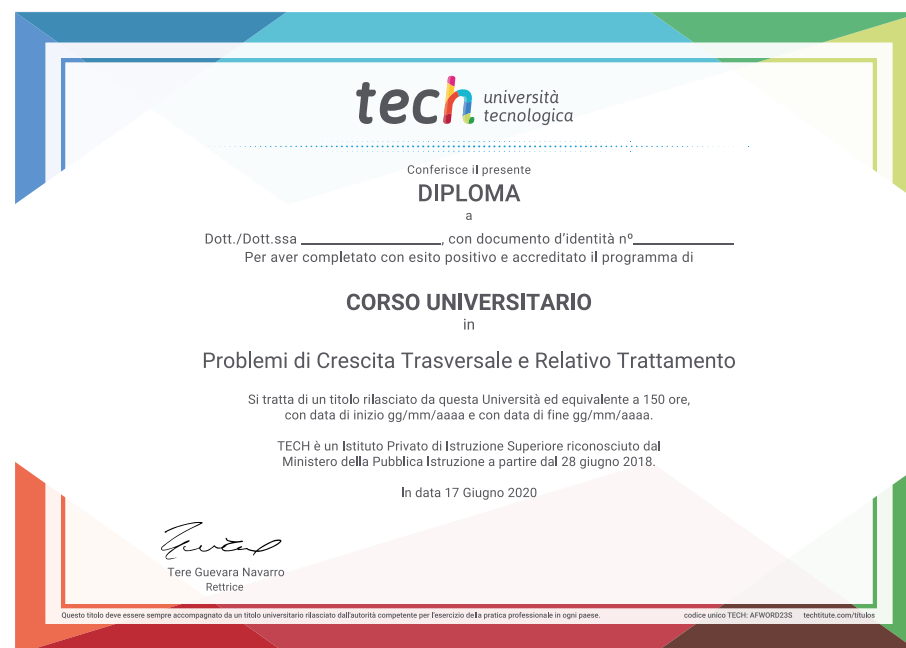 tech università
tecnologica
Conferisce il presente
DIPLOMA
a
Dott./Dott.ssa ____________________, con documento d'identità nº______________
Per aver completato con esito positivo e accreditato il programma di
CORSO UNIVERSITARIO
in
Problemi di Crescita Trasversale e Relativo Trattamento
Si tratta di un titolo rilasciato da questa Università ed equivalente a 150 ore,
con data di inizio gg/mm/aaaa e con data di fine gg/mm/aaaa.
TECH è un Istituto Privato di Istruzione Superiore riconosciuto dal
Ministero della Pubblica Istruzione a partire dal 28 giugno 2018.
In data 17 Giugno 2020
Tere Guevara Navarro
Rettrice
Questo titolo deve essere sempre accompagnato da un titolo universitario rilasciato dall'autorità competente per l'esercizio della pratica professionale in ogni paese. codice unico TECH: AFWORD23S techtitute.com/titulos